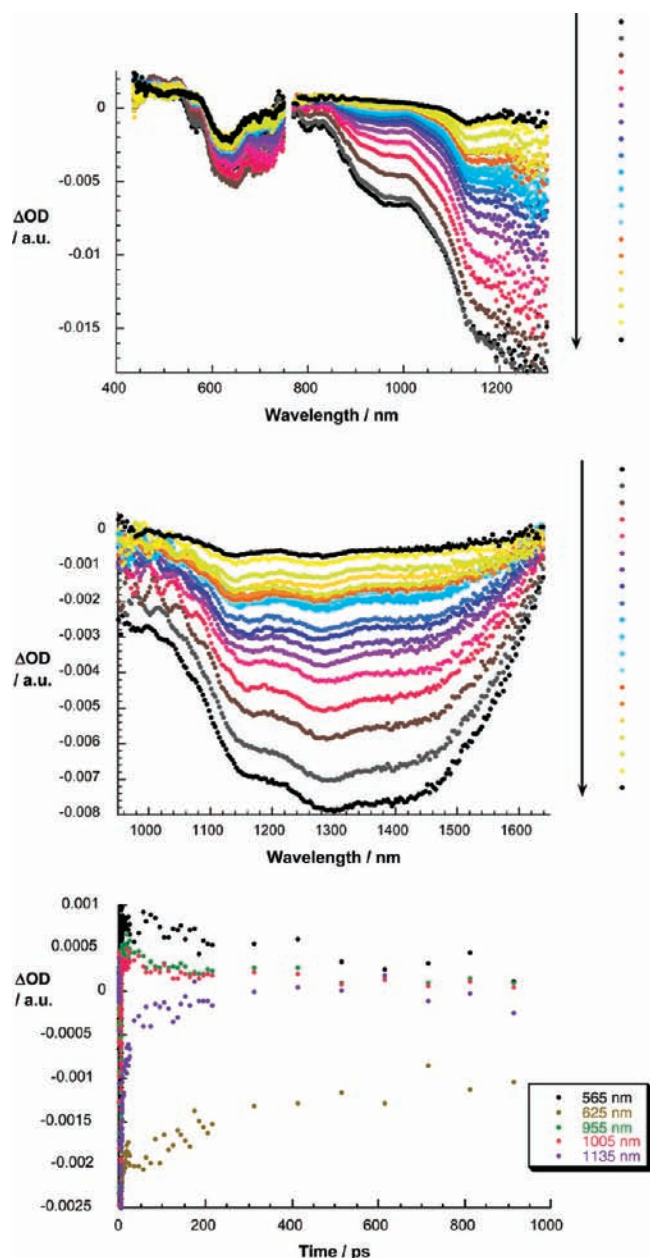 0
-0.005
ΔOD
/ a.u.
-0.01
-0.015
400 600 800 1000 1200
Wavelength / nm
0
-0.001
-0.002
-0.003
ΔOD
-0.004
/ a.u.
-0.005
-0.006
-0.007
-0.008
1000 1100 1200 1300 1400 1500 1600
Wavelength / nm
0.001
0.0005
ΔOD
0
/ a.u.
-0.0005
-0.001
-0.0015
-0.002
-0.0025
565 nm
625 nm
955 nm
1005 nm
1135 nm
0 200 400 600 800 1000
Time / ps